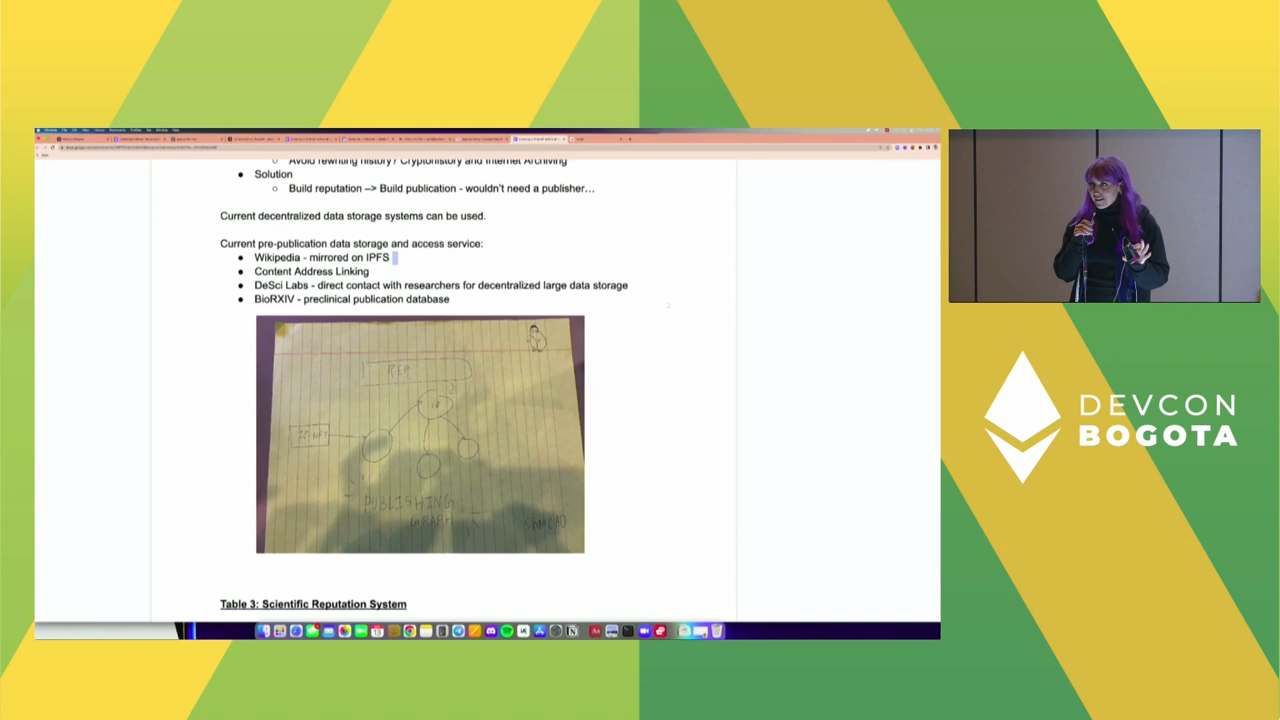 Avoid rewriting history? Cryptohistory and Internet Archiving
Solution
Build reputation –> Build publication - wouldn't need a publisher…
Current decentralized data storage systems can be used.
Current pre-publication data storage and access service:
Wikipedia - mirrored on IPFS
Content Address Linking
DeSci Labs - direct contact with researchers for decentralized large data storage
BioRXIV - preclinical publication database
REP
PUBLISHING
GRAPH
Table 3: Scientific Reputation System
DEVCON
BOGOTA